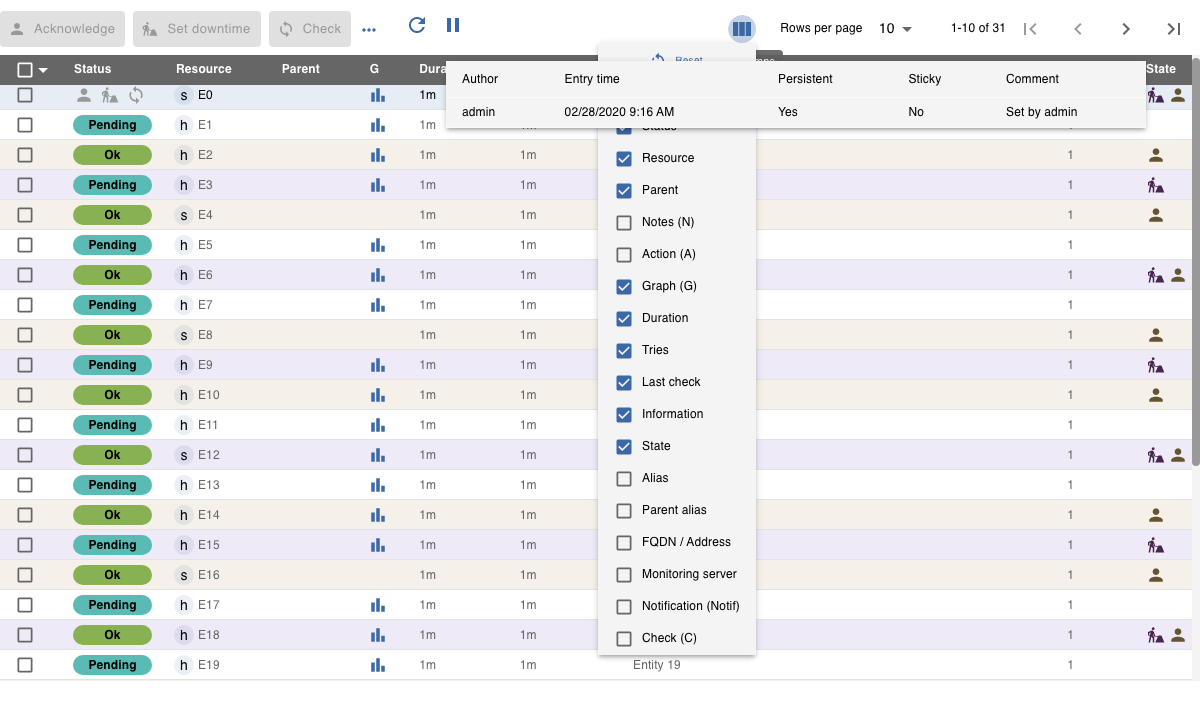 Acknowledge Set downtime Check ... Rows per page 10 1-10 of 31
Reset
Status Resource Parent G Dura State
Author Entry time Persistent Sticky Comment
admin 02/28/2020 9:16 AM Yes No Set by admin
s E0 1m
Pending h E1 1m 1
Status
Ok h E2 1m 1m 1
Resource
Pending h E3 1m 1m 1
Parent
Ok s E4 1m 1m 1
Notes (N)
Pending h E5 1m 1m 1
Action (A)
Ok h E6 1m 1m 1
Graph (G)
Pending h E7 1m 1m 1
Duration
Ok s E8 1m 1m 1
Tries
Pending h E9 1m 1m 1
Last check
Ok h E10 1m 1m 1
Information
Pending h E11 1m 1m 1
State
Ok s E12 1m 1m 1
Alias
Pending h E13 1m 1m 1
Parent alias
Ok h E14 1m 1m 1
FQDN / Address
Pending h E15 1m 1m 1
Monitoring server
Ok s E16 1m 1m 1
Notification (Notif)
Pending h E17 1m 1m 1
Check (C)
Ok h E18 1m 1m 1
Pending h E19 1m 1m Entity 19 1